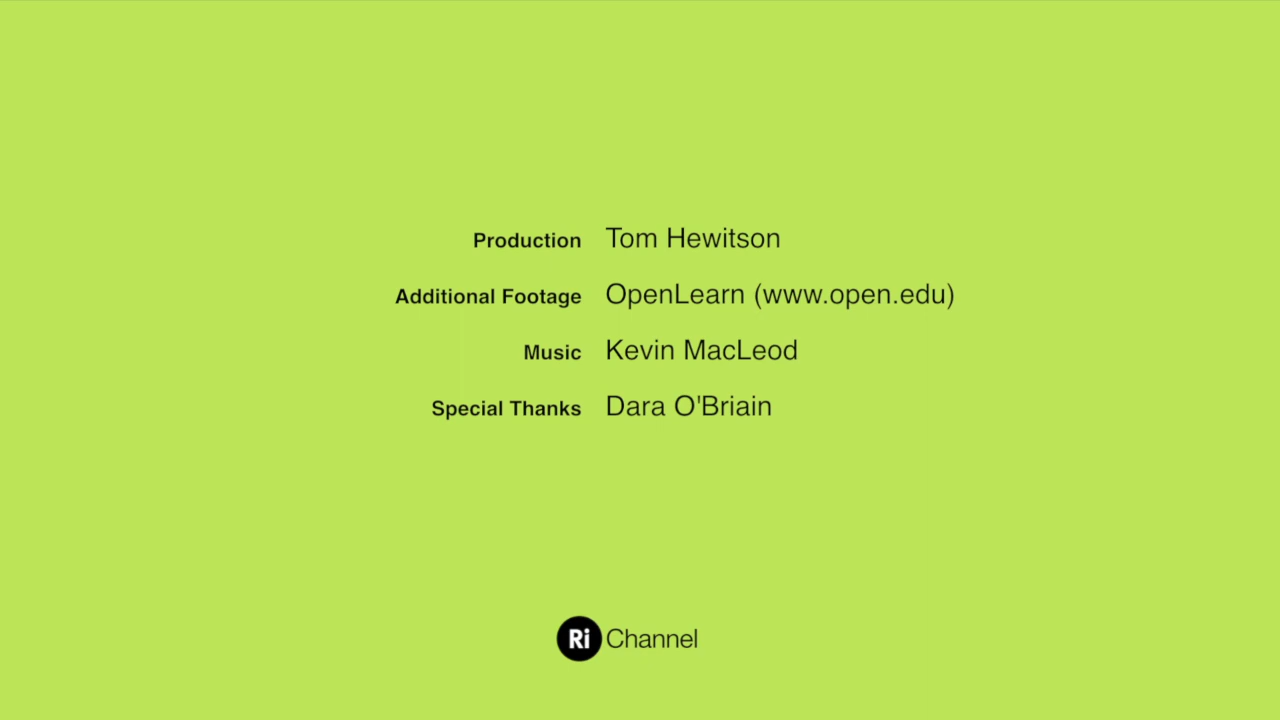 Production Tom Hewitson
Additional Footage OpenLearn (www.open.edu)
Music Kevin MacLeod
Special Thanks Dara O'Briain
Ri Channel